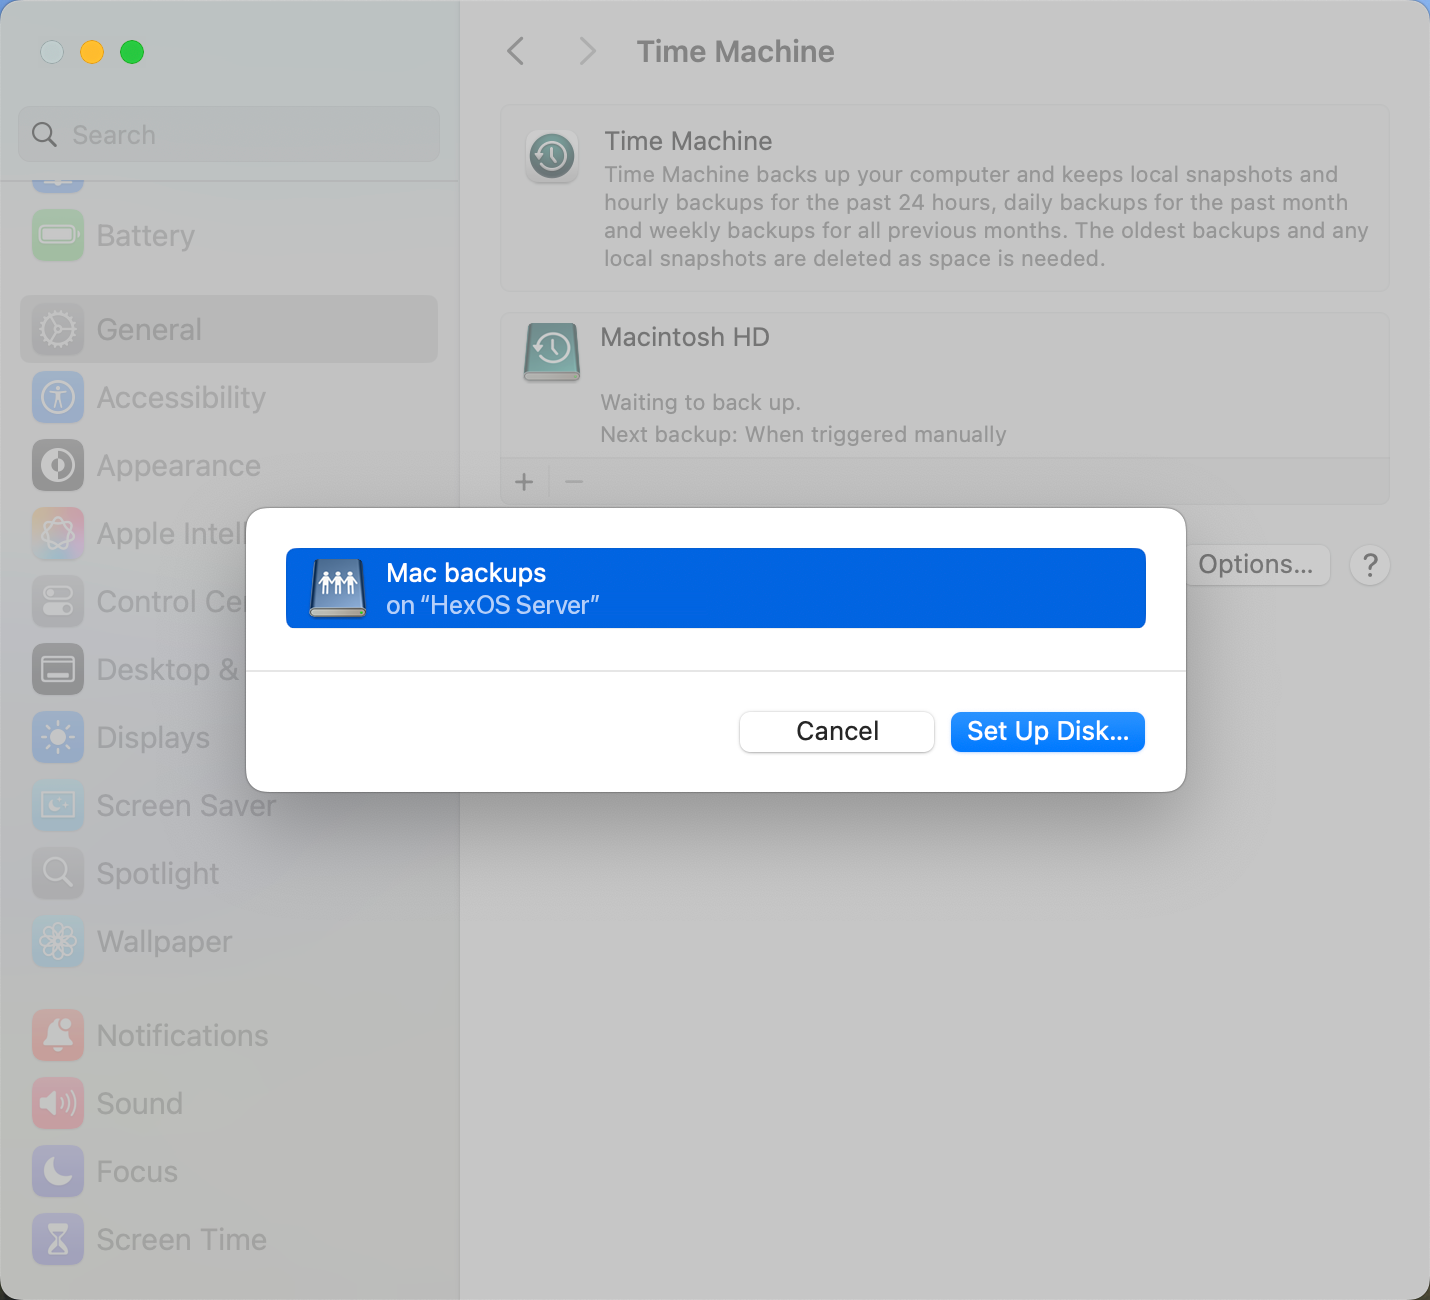 Search
Battery
General
Accessibility
Appearance
Apple Intell
Control Cen
Desktop &
Displays
Screen Saver
Spotlight
Wallpaper
Notifications
Sound
Focus
Screen Time
Time Machine
Time Machine
Time Machine backs up your computer and keeps local snapshots and
hourly backups for the past 24 hours, daily backups for the past month
and weekly backups for all previous months. The oldest backups and any
local snapshots are deleted as space is needed.
Macintosh HD
Waiting to back up.
Next backup: When triggered manually
+ −
Options...
?
Mac backups
on “HexOS Server”
Cancel
Set Up Disk...